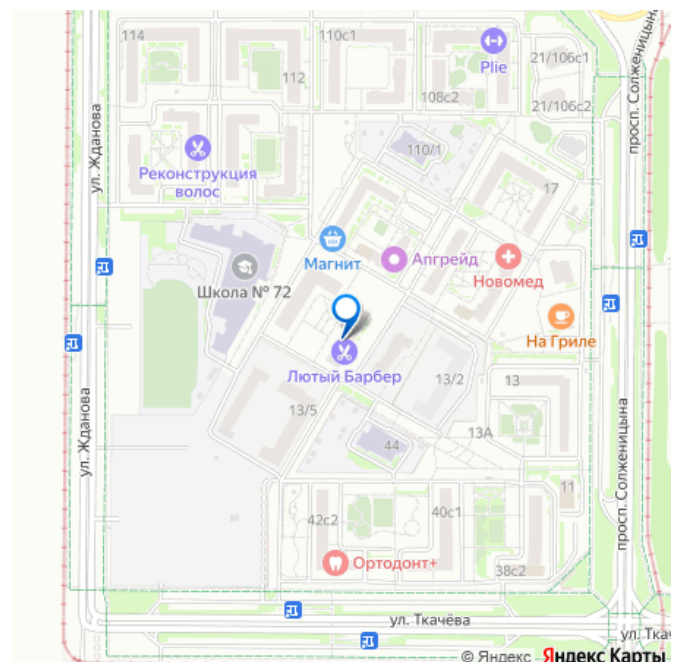 114
110с1
Plie
21/106с1
просп. Солженицына
112
108с2
21/106с2
ул. Жданова
110/1
Реконструкция
волос
17
Магнит
Апгрейд
Новомед
Школа № 72
На Гриле
Лютый Барбер
13/2
13
13/5
ул. Жданова
13А
44
просп. Солженицына
11
42с2
40с1
Ортодонт+
38с2
ул. Ткачёва
ул. Ткач
© Яндекс Яндекс Карты